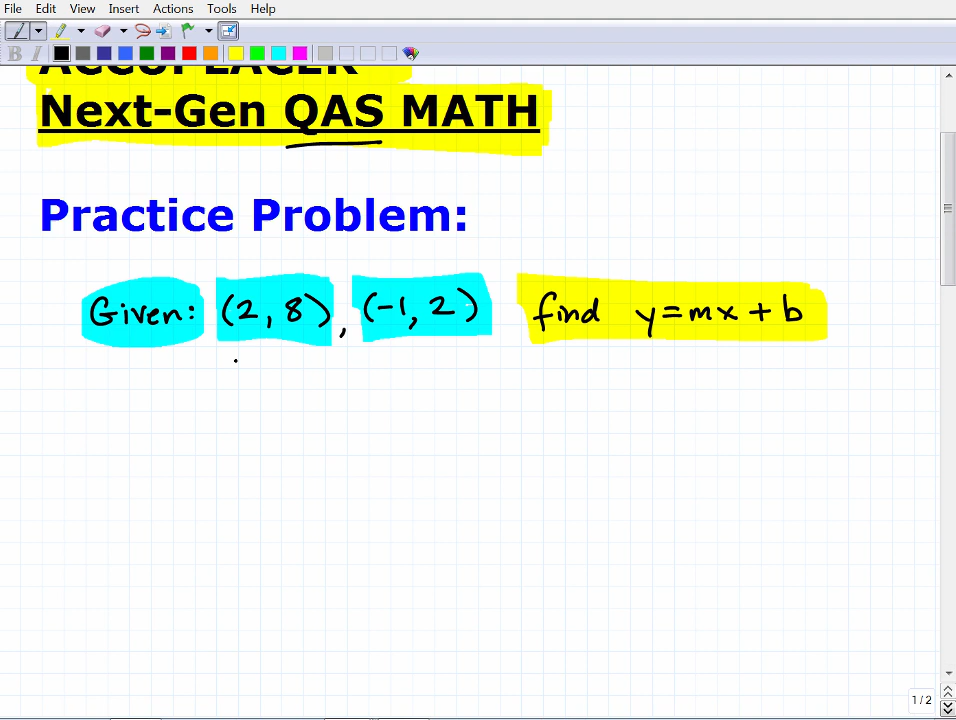 File Edit View Insert Actions Tools Help
B I
ACCUPLACER
Next-Gen QAS MATH
Practice Problem:
Given: (2, 8), (-1, 2) find y=mx+b
1/2